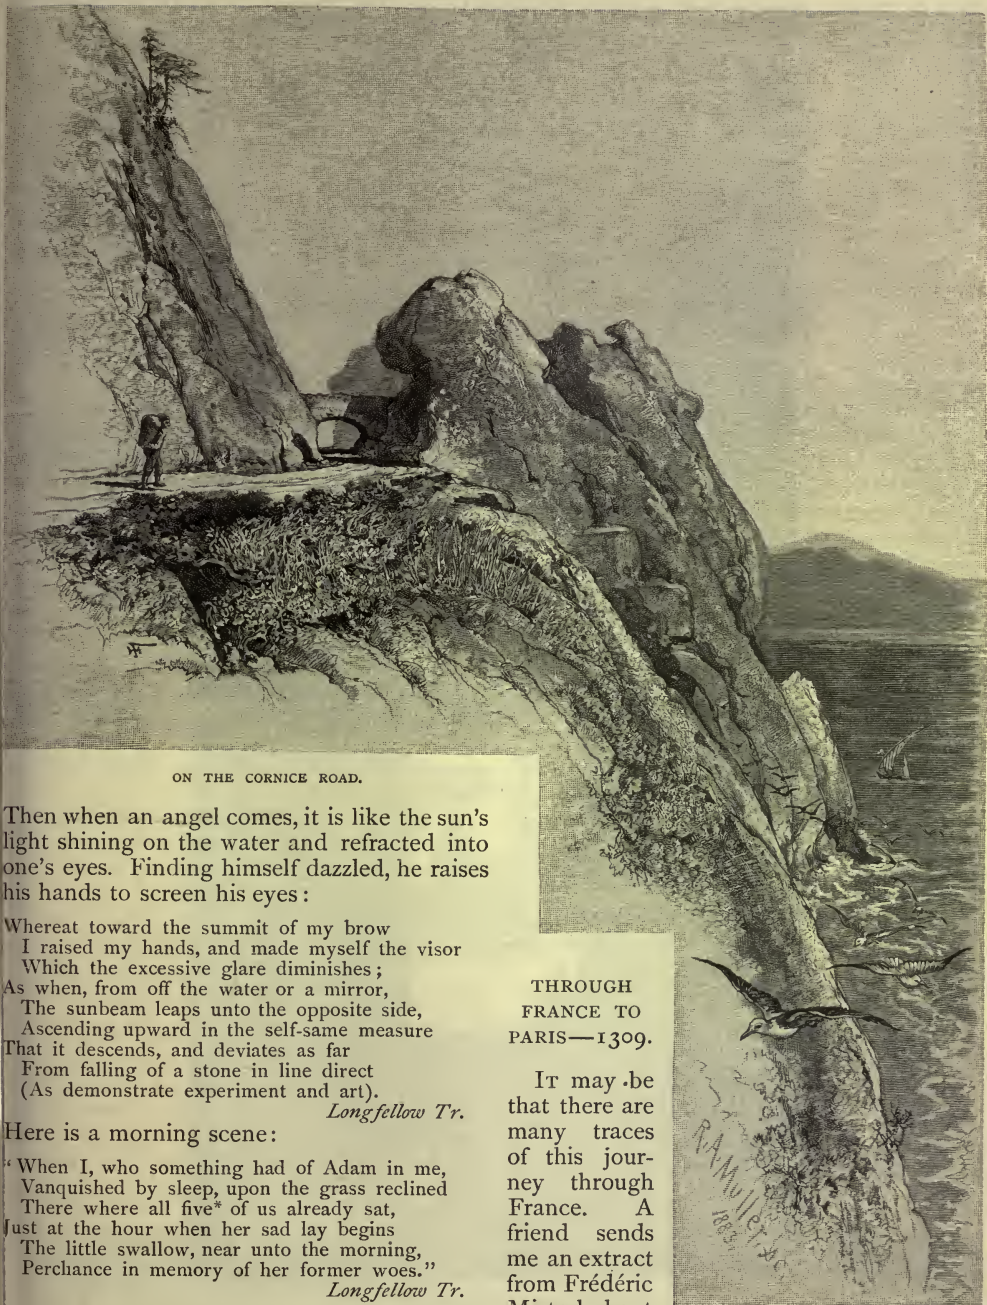 ON THE CORNICE ROAD.
Then when an angel comes, it is like the sun's
light shining on the water and refracted into
one's eyes. Finding himself dazzled, he raises
his hands to screen his eyes:
Whereat toward the summit of my brow
I raised my hands, and made myself the visor
Which the excessive glare diminishes;
As when, from off the water or a mirror,
The sunbeam leaps unto the opposite side,
Ascending upward in the self-same measure
That it descends, and deviates as far
From falling of a stone in line direct
(As demonstrate experiment and art).
Longfellow Tr.
Here is a morning scene:
"When I, who something had of Adam in me,
Vanquished by sleep, upon the grass reclined
There where all five* of us already sat,
Just at the hour when her sad lay begins
The little swallow, near unto the morning,
Perchance in memory of her former woes."
Longfellow Tr.
THROUGH
FRANCE TO
PARIS—1309.
It may be
that there are
many traces
of this jour-
ney through
France. A
friend sends
me an extract
from Frédéric
R.A. Muller
1883